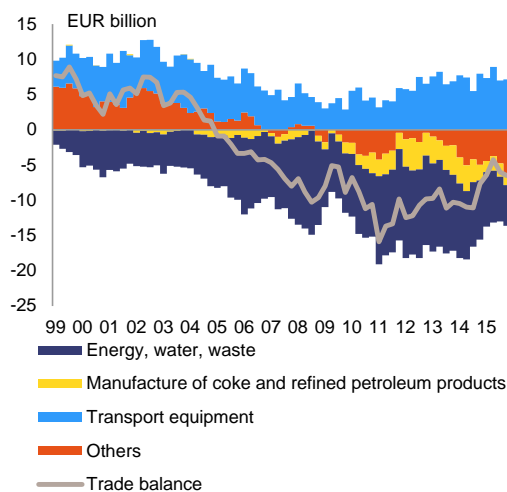 EUR billion
15
10
5
0
-5
-10
-15
-20
-25
99 00 01 02 03 04 05 06 07 08 09 10 11 12 13 14 15
Energy, water, waste
Manufacture of coke and refined petroleum products
Transport equipment
Others
Trade balance